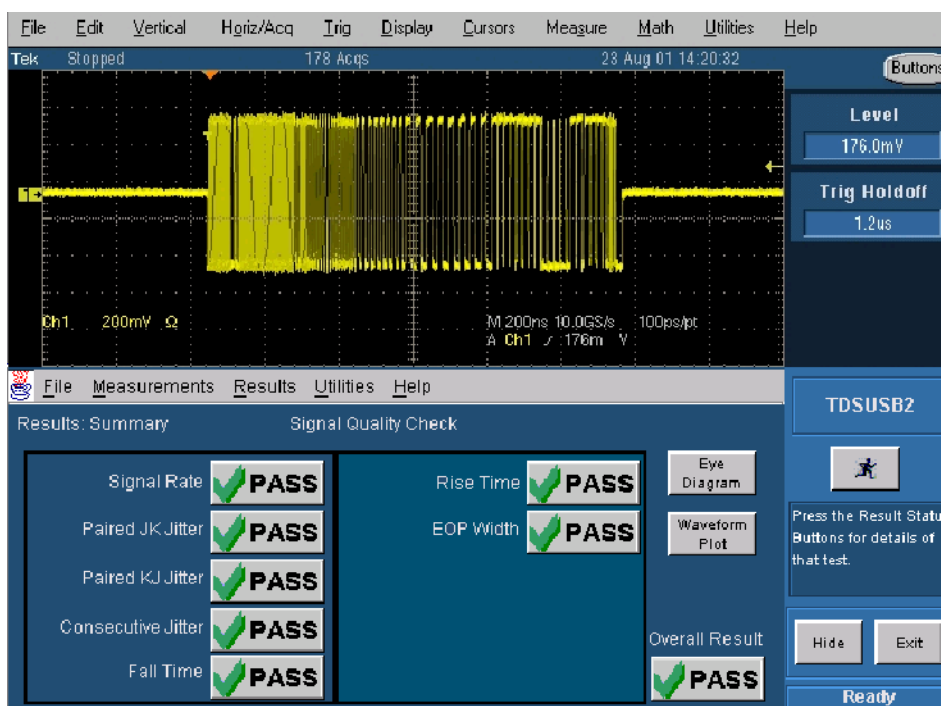 File Edit Vertical Horiz/Acq Trig Display Cursors Measure Math Utilities Help
Tek Stopped 178 Acqs 23 Aug 01 14:20:32
Buttons
Level
176.0mV
Trig Holdoff
1.2us
1
Ch1 200mV Ω M 200ns 10.0GS/s 100ps/pt
A Ch1 176m V
File Measurements Results Utilities Help
TDSUSB2
Results: Summary Signal Quality Check
Signal Rate PASS Rise Time PASS Eye
Diagram
Paired JK Jitter PASS EOP Width PASS Waveform
Plot
Press the Result Statu
Buttons for details of
that test.
Paired KJ Jitter PASS
Consecutive Jitter PASS Overall Result
Hide Exit
Fall Time PASS PASS
Ready